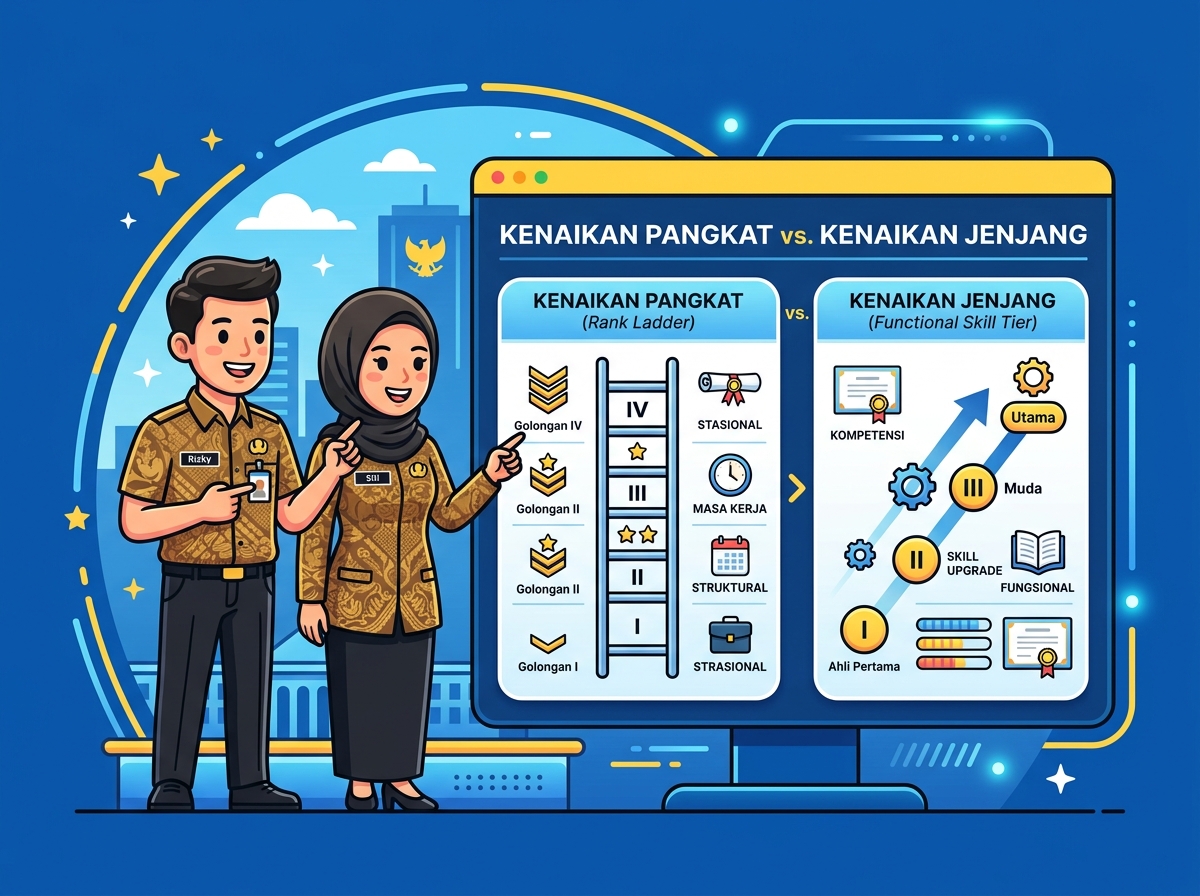 KENAIKAN PANGKAT vs. KENAIKAN JENJANG
KENAIKAN PANGKAT
(Rank Ladder)
Golongan IV
Golongan II
Golongan II
Golongan I
IV
III
II
I
G
STASIONAL
MASA KERJA
STRUKTURAL
STRASIONAL
vs.
KENAIKAN JENJANG
(Functional Skill Tier)
KOMPETENSI
Utama
III
Muda
II
SKILL
UPGRADE
FUNGSIONAL
I
Ahli Pertama
Rizky